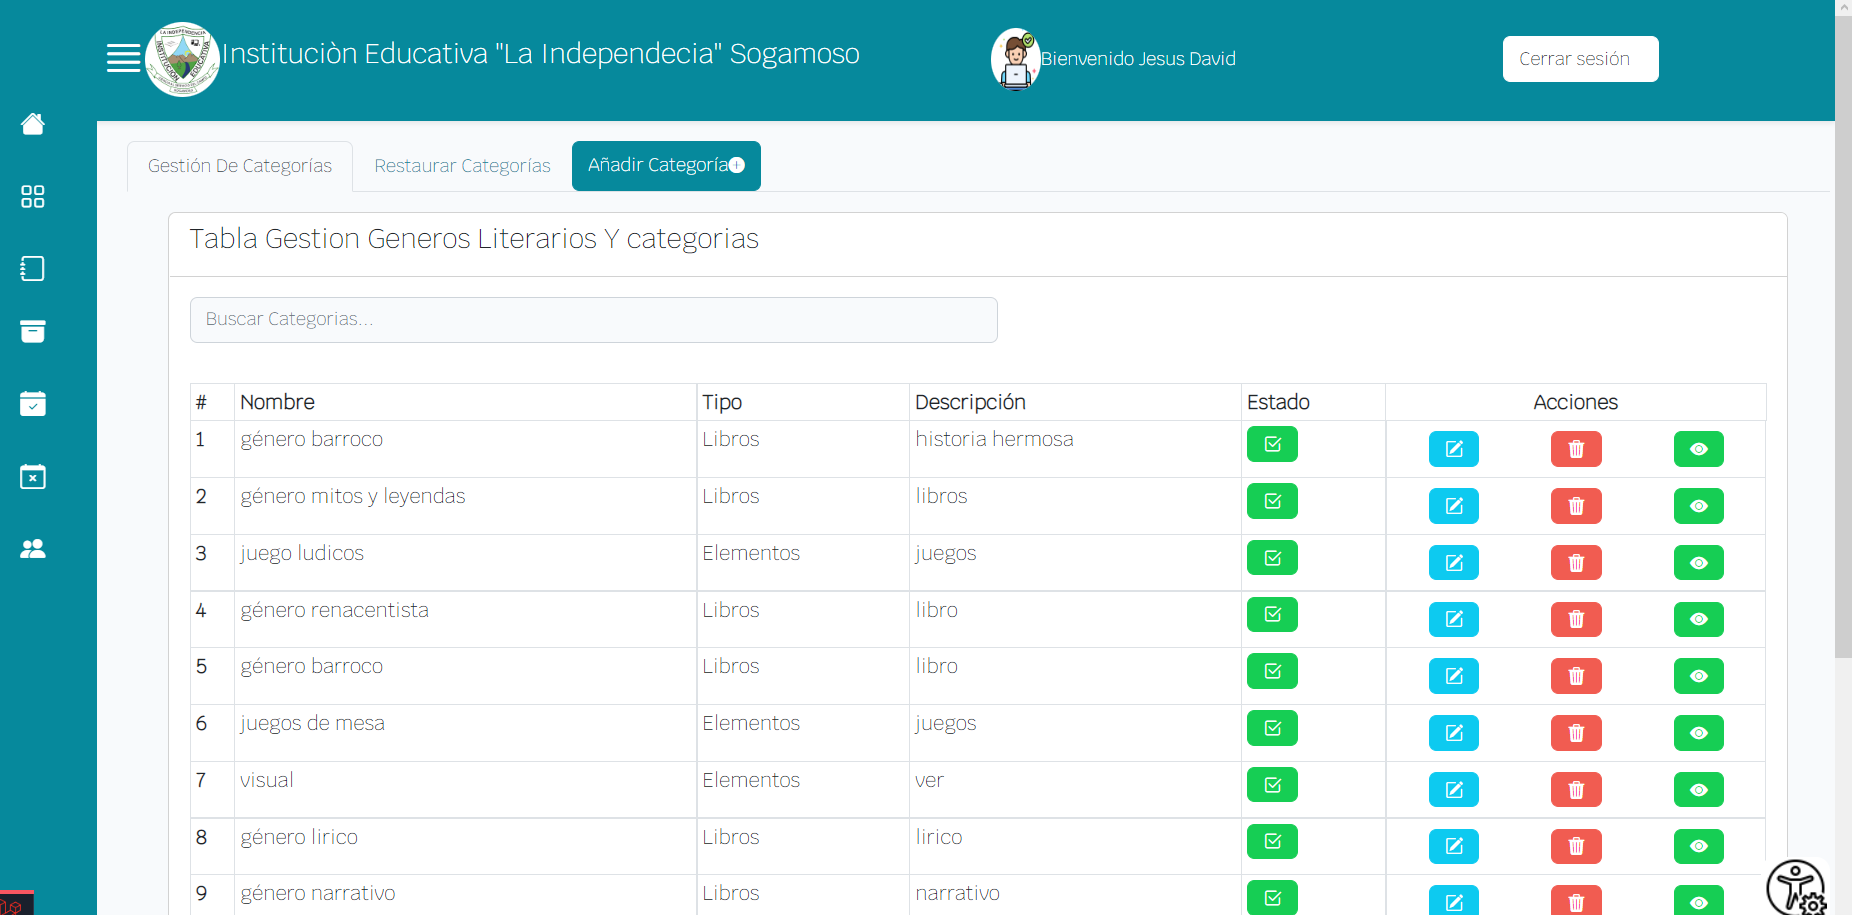 Instituciòn Educativa "La Independecia" Sogamoso
Bienvenido Jesus David
Cerrar sesión
Gestión De Categorías
Restaurar Categorías
Añadir Categoría
Tabla Gestion Generos Literarios Y categorias
Buscar Categorias...
# Nombre Tipo Descripción Estado Acciones
1 género barroco Libros historia hermosa
2 género mitos y leyendas Libros libros
3 juego ludicos Elementos juegos
4 género renacentista Libros libro
5 género barroco Libros libro
6 juegos de mesa Elementos juegos
7 visual Elementos ver
8 género lirico Libros lirico
9 género narrativo Libros narrativo